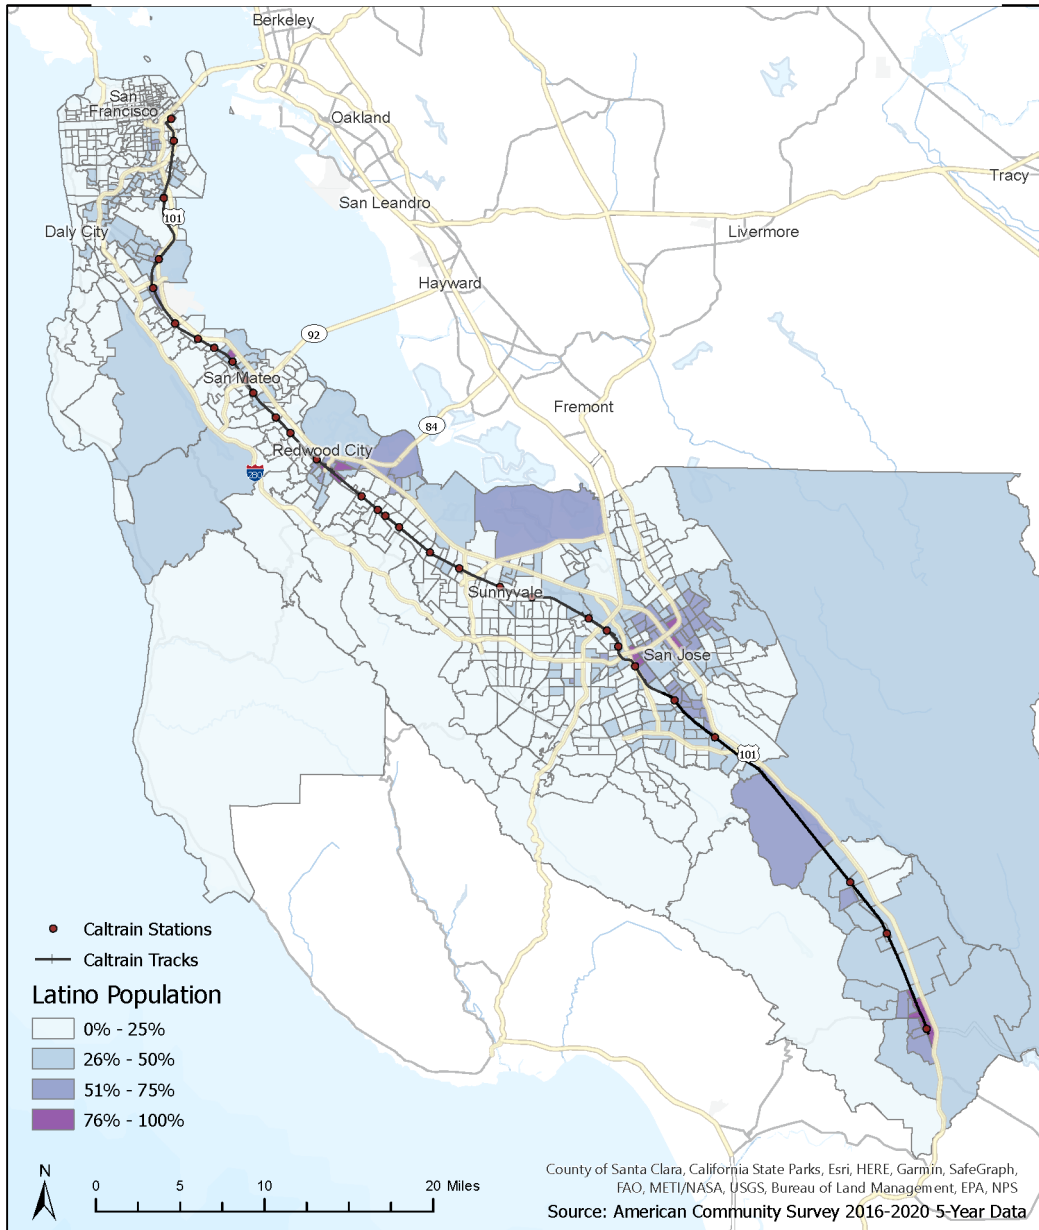 Berkeley
San
Francisco
Oakland
Tracy
San Leandro
101
Daly City
Livermore
Hayward
92
San Mateo
Fremont
84
Redwood City
280
Sunnyvale
San Jose
101
Caltrain Stations
Caltrain Tracks
Latino Population
0% - 25%
26% - 50%
51% - 75%
76% - 100%
N
0 5 10 20 Miles
County of Santa Clara, California State Parks, Esri, HERE, Garmin, SafeGraph,
FAO, METI/NASA, USGS, Bureau of Land Management, EPA, NPS
Source: American Community Survey 2016-2020 5-Year Data